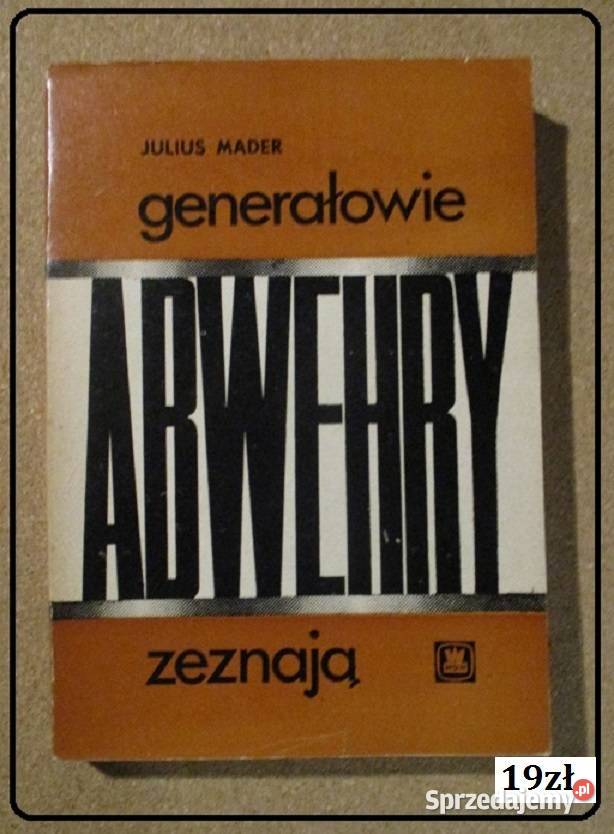 JULIUS MADER
generałowie
ABWEHRY
zeznają
19zł
Sprzedajemy.pl